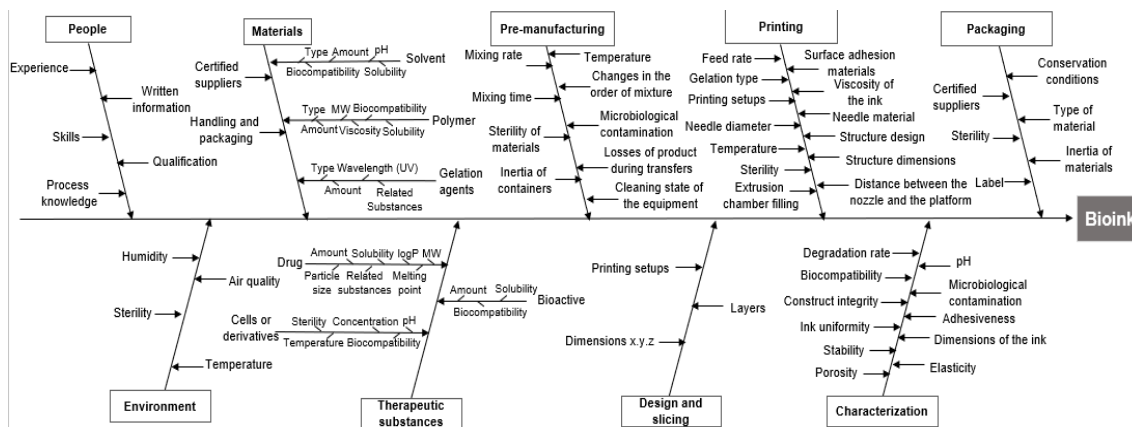 People
Experience
Written
information
Skills
Qualification
Process
knowledge
Materials
Certified
suppliers
Handling and
packaging
Type Amount pH
Solvent
Biocompatibility Solubility
Type MW Biocompatibility
Polymer
Amount Viscosity Solubility
Type Wavelength (UV)
Gelation
agents
Amount Related
Substances
Pre-manufacturing
Mixing rate
Temperature
Changes in the
order of mixture
Mixing time
Microbiological
contamination
Sterility of
materials
Losses of product
during transfers
Inertia of
containers
Cleaning state of
the equipment
Printing
Feed rate
Surface adhesion
materials
Gelation type
Viscosity of
the ink
Printing setups
Needle material
Needle diameter
Structure design
Temperature
Structure dimensions
Sterility
Extrusion
chamber filling
Distance between the
nozzle and the platform
Packaging
Conservation
conditions
Certified
suppliers
Type of
material
Sterility
Inertia of
materials
Label
Bioink
Humidity
Air quality
Sterility
Temperature
Environment
Drug
Amount Solubility logP MW
Particle
size
Related
substances
Melting
point
Amount Solubility
Bioactive
Biocompatibility
Cells or
derivatives
Sterility Concentration pH
Temperature Biocompatibility
Therapeutic
substances
Printing setups
Layers
Dimensions x.y.z
Design and
slicing
Degradation rate
pH
Biocompatibility
Microbiological
contamination
Construct integrity
Adhesiveness
Ink uniformity
Dimensions of the ink
Stability
Elasticity
Porosity
Characterization